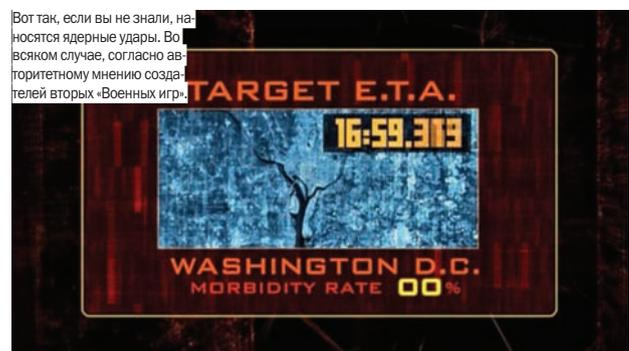 Вот так, если вы не знали, на-
носятся ядерные удары. Во
всяком случае, согласно ав-
торитетному мнению созда-
телей вторых «Военных игр».
TARGET E.T.A.
16:59.313
WASHINGTON D.C.
MORBIDITY RATE 00%